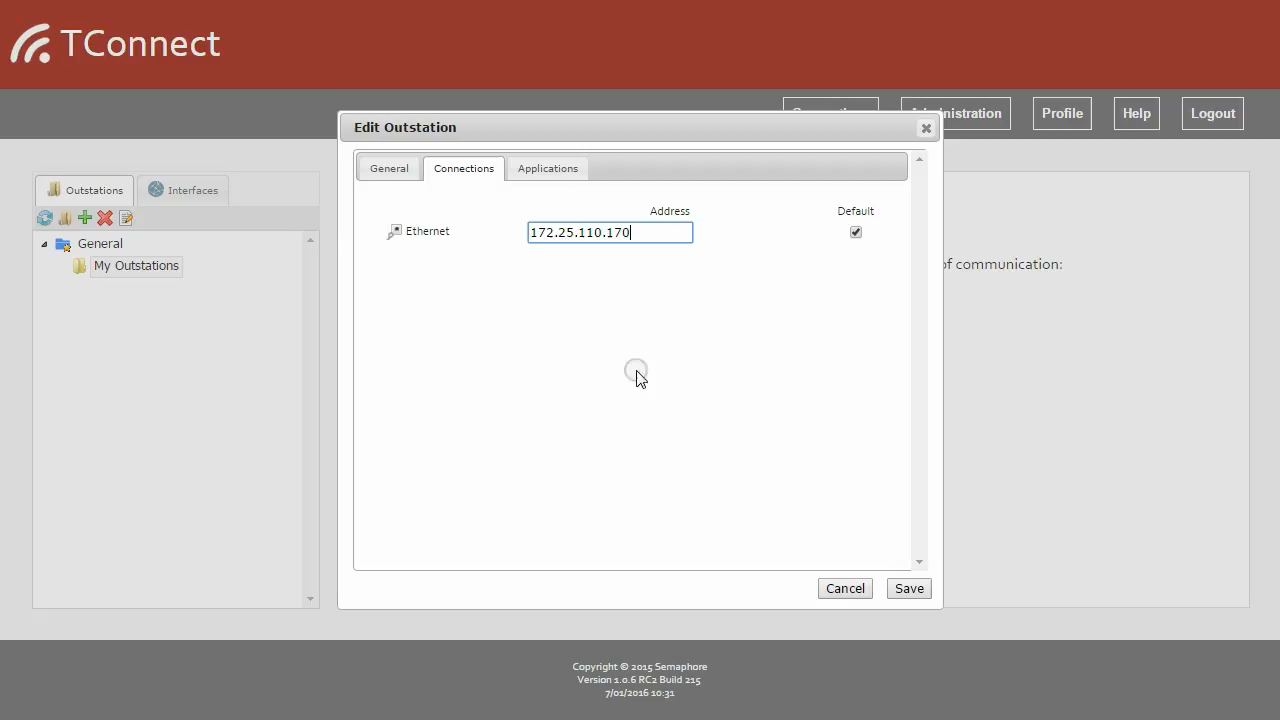 TConnect
Administration
Profile
Help
Logout
Edit Outstation
General
Connections
Applications
Outstations
Interfaces
Address
Default
Ethernet
172.25.110.170
General
My Outstations
of communication:
Cancel
Save
Copyright © 2015 Semaphore
Version 1.0.6 RC2 Build 215
7/01/2016 10:31